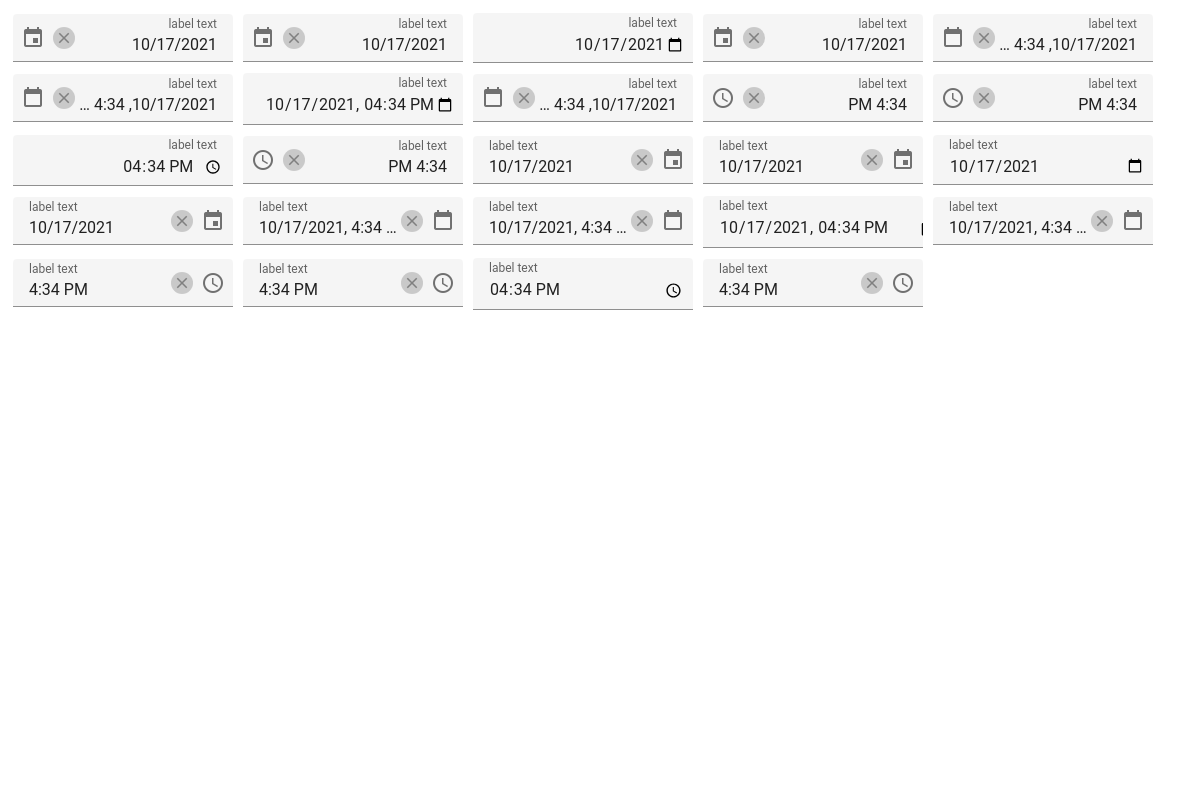 label text
10/17/2021
label text
10/17/2021
label text
10/17/2021
label text
10/17/2021
label text
... 4:34 ,10/17/2021
label text
... 4:34 ,10/17/2021
label text
10/17/2021, 04:34 PM
label text
... 4:34 ,10/17/2021
label text
PM 4:34
label text
PM 4:34
label text
04:34 PM
label text
PM 4:34
label text
10/17/2021
label text
10/17/2021
label text
10/17/2021
label text
10/17/2021
label text
10/17/2021, 4:34 ...
label text
10/17/2021, 4:34 ...
label text
10/17/2021, 04:34 PM
label text
10/17/2021, 4:34 ...
label text
4:34 PM
label text
4:34 PM
label text
04:34 PM
label text
4:34 PM